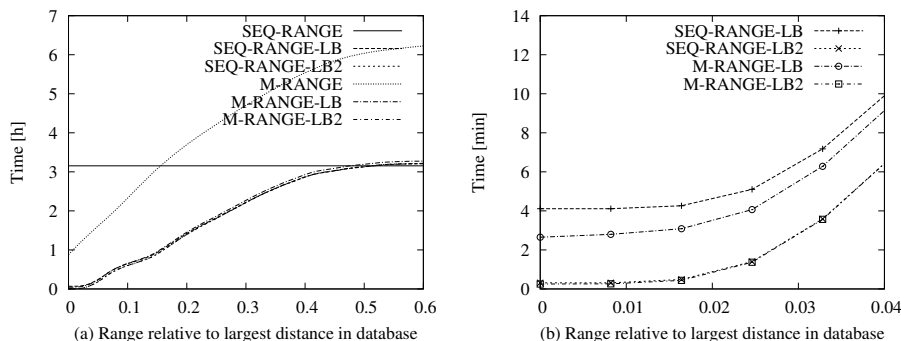 7
6
5
4
3
2
1
0
Time [h]
SEQ-RANGE
SEQ-RANGE-LB
SEQ-RANGE-LB2
M-RANGE
M-RANGE-LB
M-RANGE-LB2
0 0.1 0.2 0.3 0.4 0.5 0.6
(a) Range relative to largest distance in database
14
12
10
8
6
4
2
0
Time [min]
SEQ-RANGE-LB
SEQ-RANGE-LB2
M-RANGE-LB
M-RANGE-LB2
0 0.01 0.02 0.03 0.04
(b) Range relative to largest distance in database